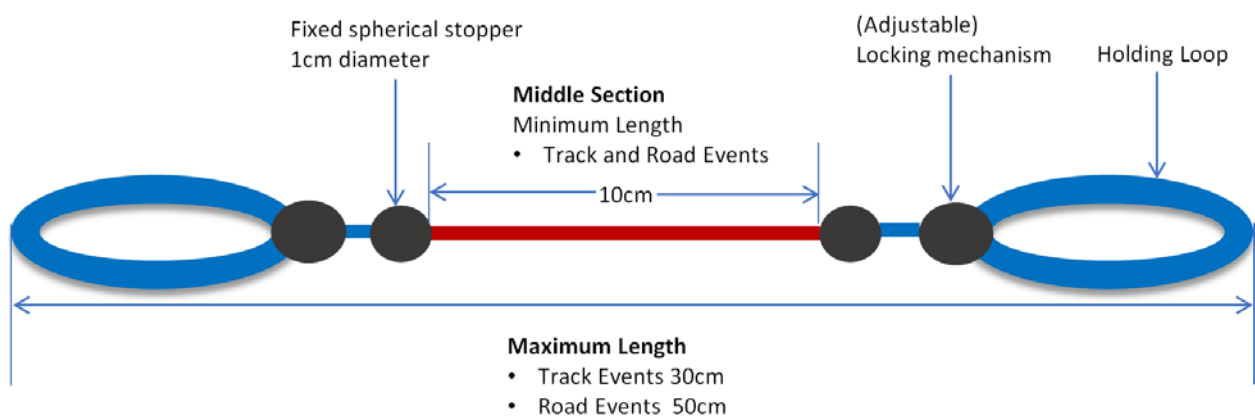 Fixed spherical stopper
1cm diameter
(Adjustable)
Locking mechanism
Holding Loop
Middle Section
Minimum Length
• Track and Road Events
10cm
Maximum Length
• Track Events 30cm
• Road Events 50cm